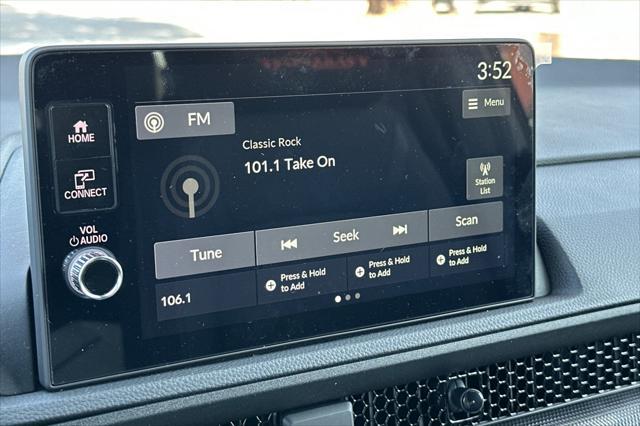 3:52
FM
Menu
HOME
Classic Rock
101.1 Take On
CONNECT
Station
List
VOL
AUDIO
Tune
Seek
Scan
106.1
Press & Hold
to Add
Press & Hold
to Add
Press & Hold
to Add